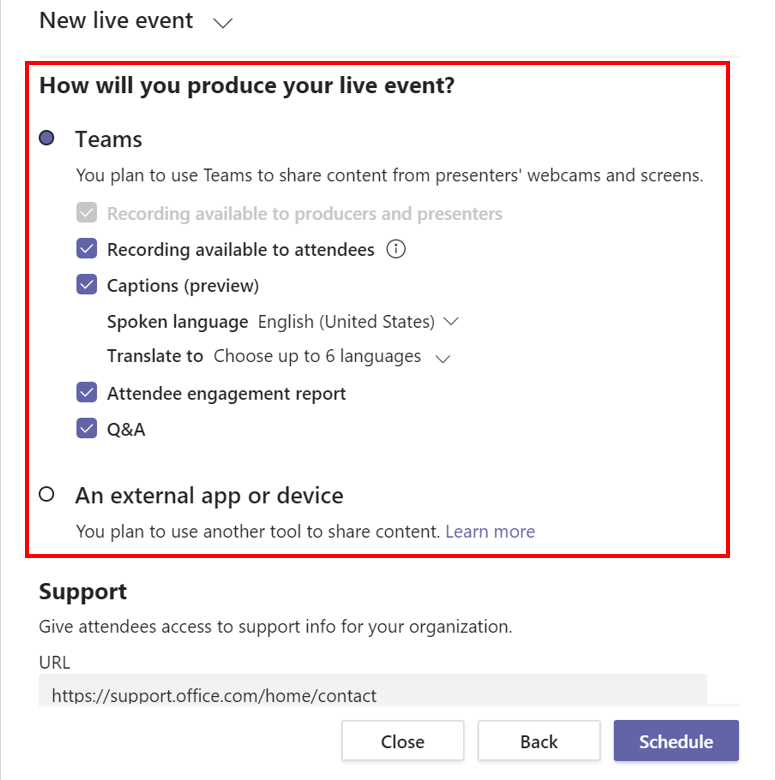 New live event
How will you produce your live event?
Teams
You plan to use Teams to share content from presenters' webcams and screens.
Recording available to producers and presenters
Recording available to attendees
Captions (preview)
Spoken language English (United States)
Translate to Choose up to 6 languages
Attendee engagement report
Q&A
An external app or device
You plan to use another tool to share content. Learn more
Support
Give attendees access to support info for your organization.
URL
https://support.office.com/home/contact
Close Back Schedule